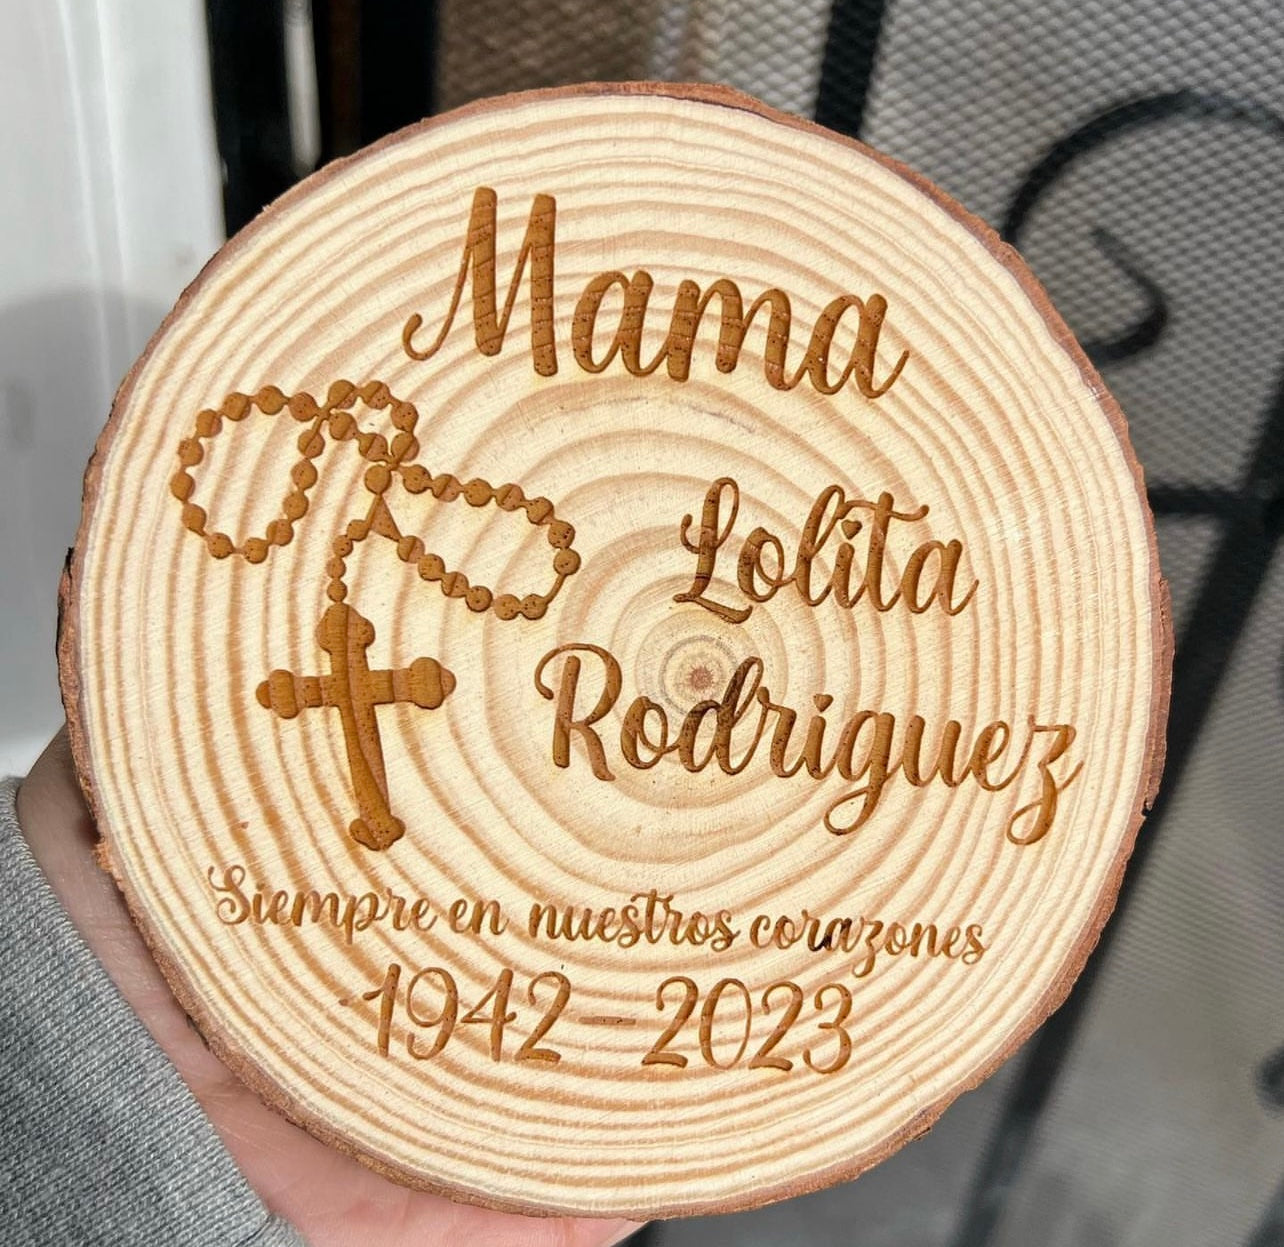 Mama
Lolita
Rodriguez
Siempre en nuestros corazones
1942-2023